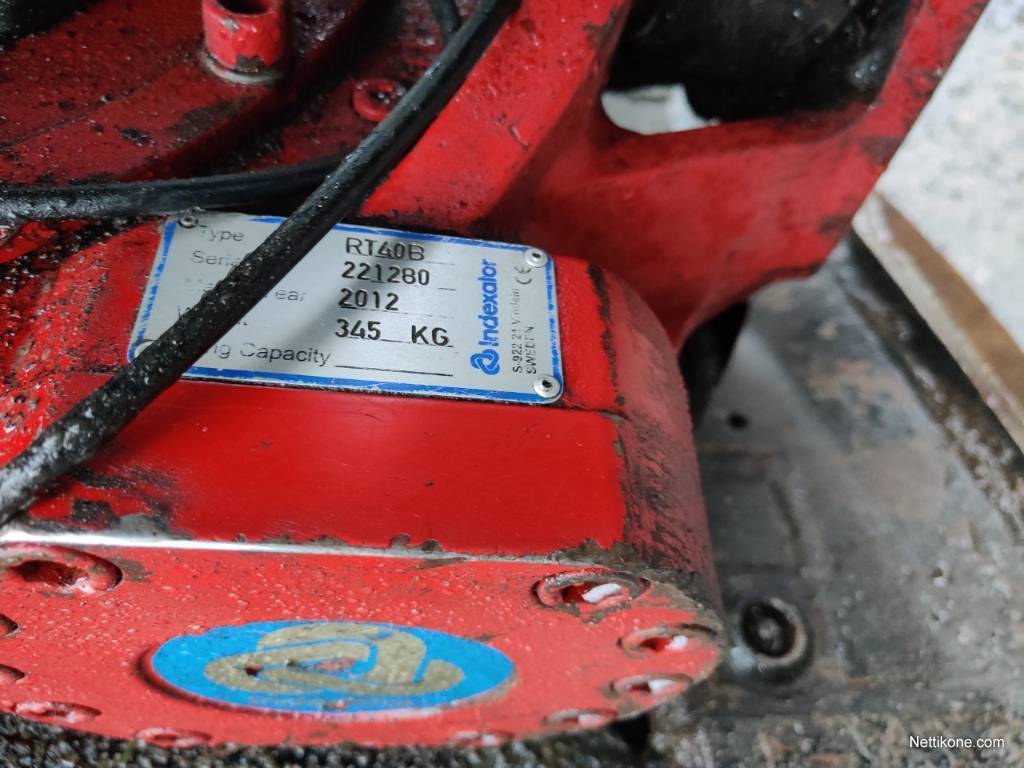 Type RT40B
Serial 221280
Year 2012
345 KG
Capacity
Indexator
S-922 21 Vindeln
SWEDEN
CE
Nettikone.com